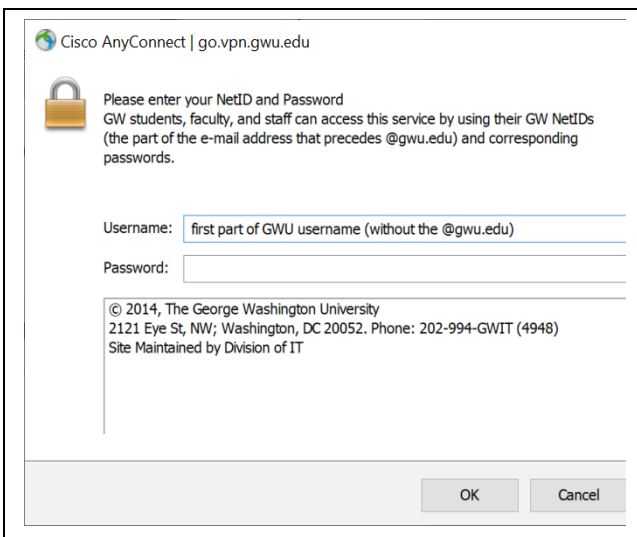 Cisco AnyConnect | go.vpn.gwu.edu
Please enter your NetID and Password
GW students, faculty, and staff can access this service by using their GW NetIDs
(the part of the e-mail address that precedes @gwu.edu) and corresponding
passwords.
Username: first part of GWU username (without the @gwu.edu)
Password:
© 2014, The George Washington University
2121 Eye St, NW; Washington, DC 20052. Phone: 202-994-GWIT (4948)
Site Maintained by Division of IT
OK Cancel